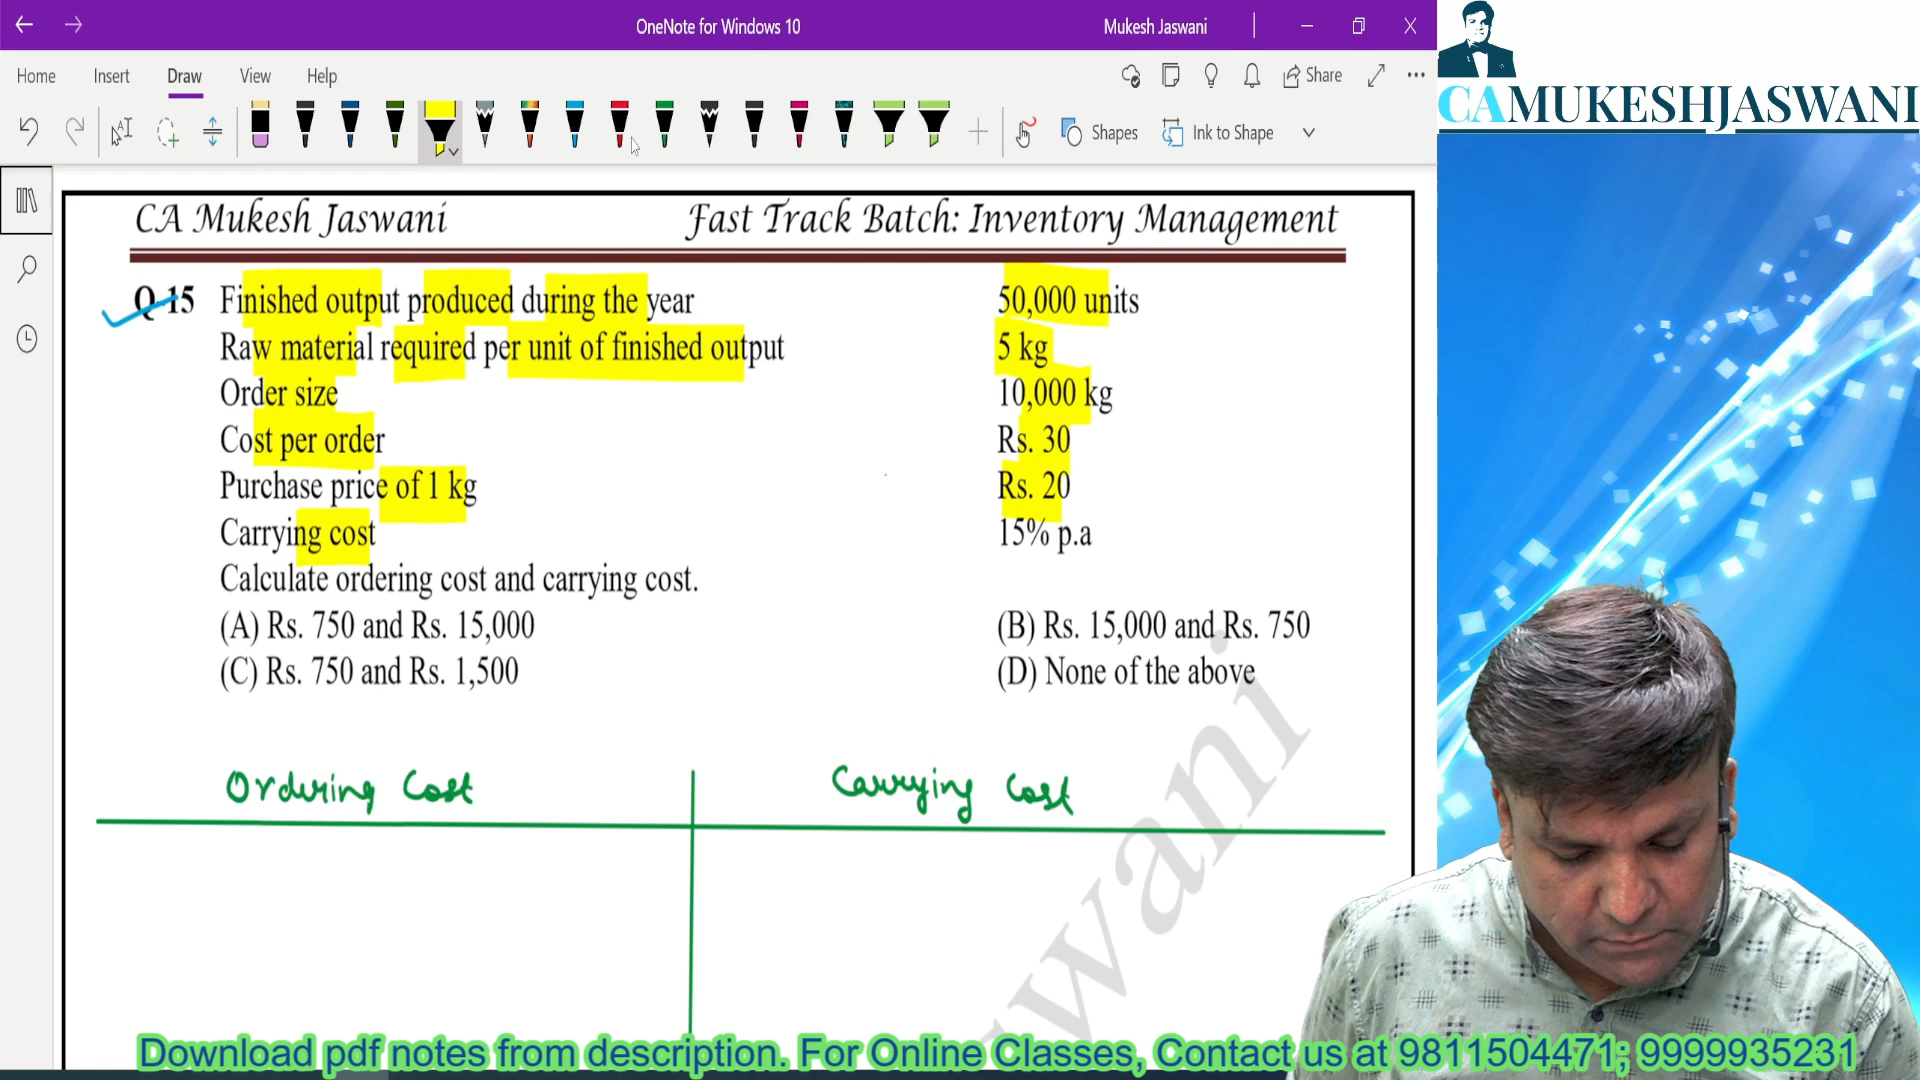 OneNote for Windows 10
Mukesh Jaswani
Home Insert Draw View Help
Share
Shapes
Ink to Shape
CAMUKESHJASWANI
CA Mukesh Jaswani Fast Track Batch: Inventory Management
Q.15 Finished output produced during the year 50,000 units
Raw material required per unit of finished output 5 kg
Order size 10,000 kg
Cost per order Rs. 30
Purchase price of 1 kg Rs. 20
Carrying cost 15% p.a
Calculate ordering cost and carrying cost.
(A) Rs. 750 and Rs. 15,000 (B) Rs. 15,000 and Rs. 750
(C) Rs. 750 and Rs. 1,500 (D) None of the above
Ordering Cost Carrying Cost
wani
Download pdf notes from description. For Online Classes, Contact us at 9811504471; 9999935231